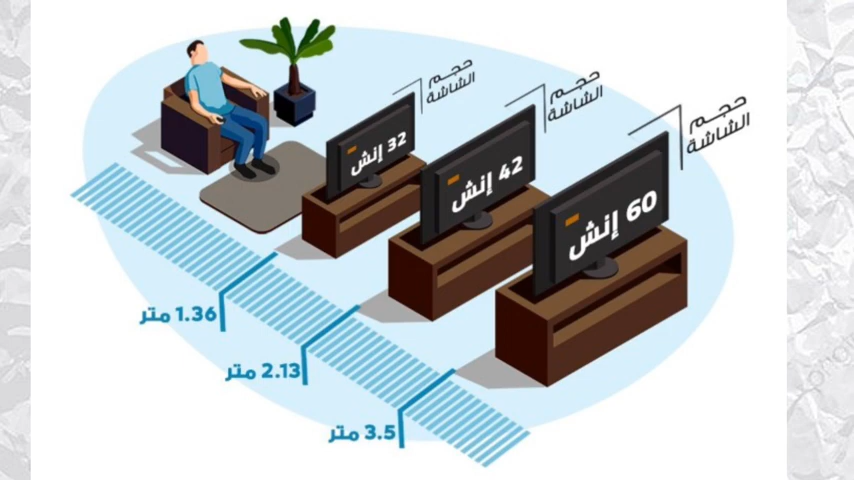 حجم
الشاشة
حجم
الشاشة
حجم
الشاشة
32 إنش
42 إنش
60 إنش
1.36 متر
2.13 متر
3.5 متر